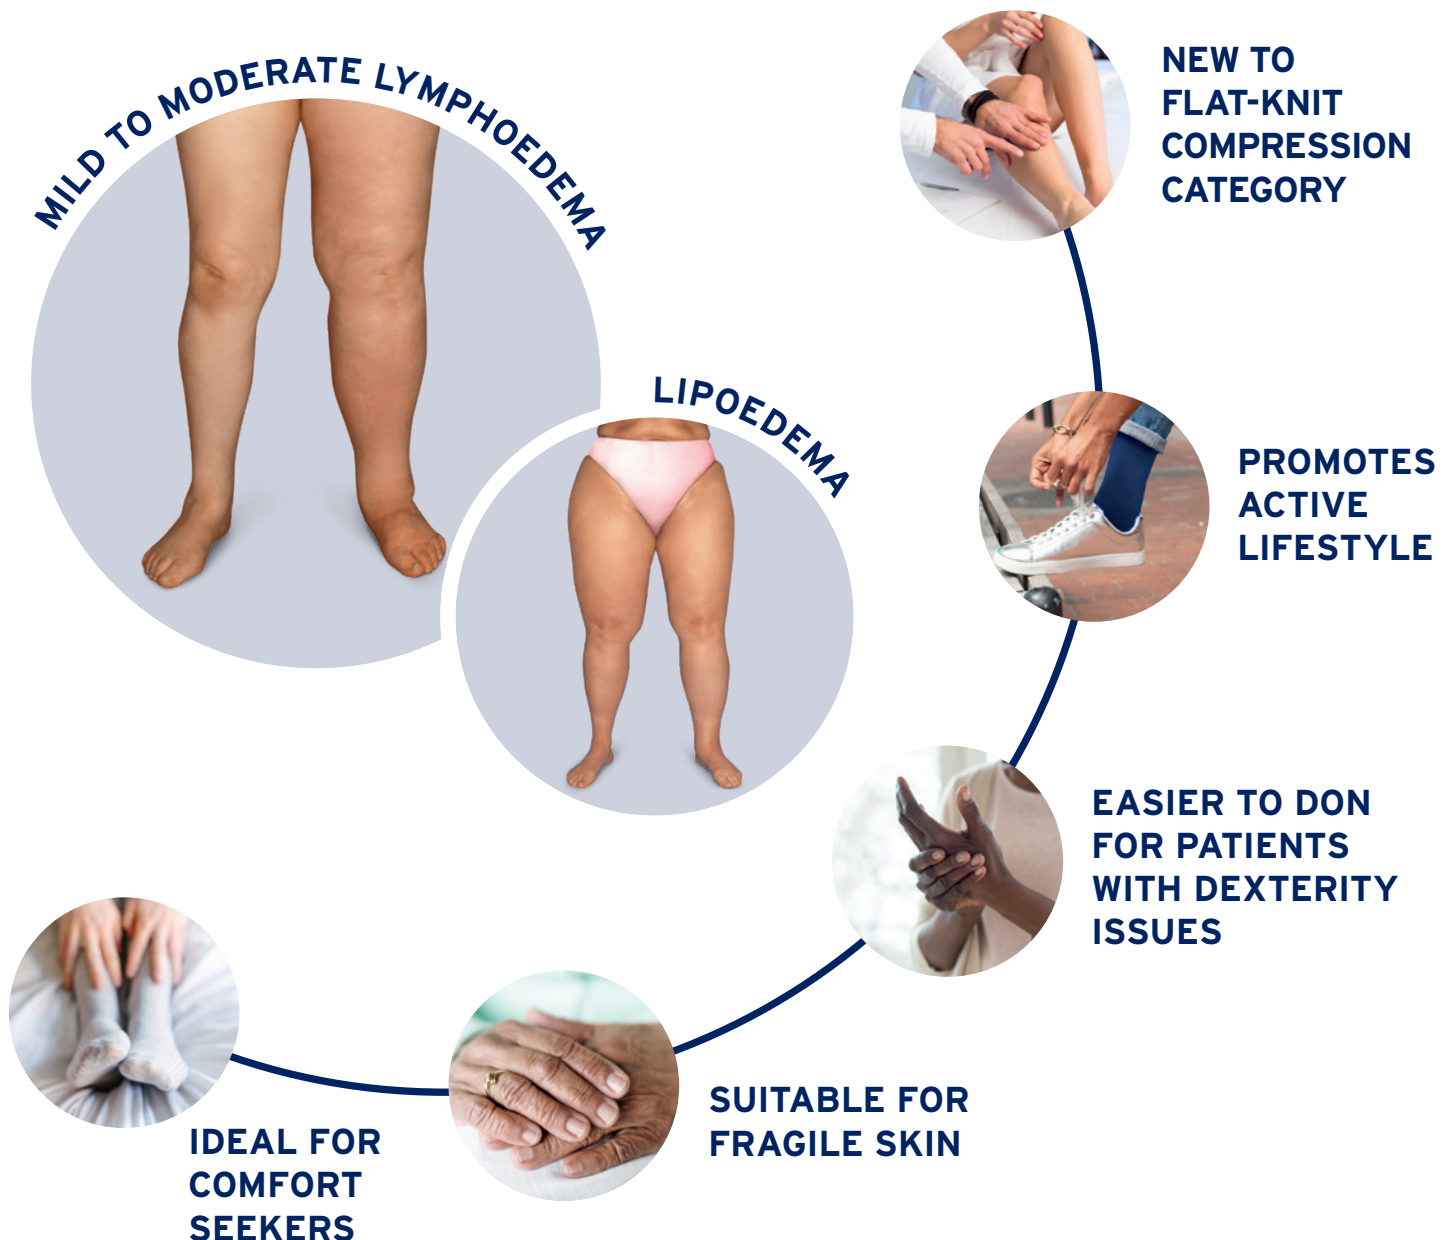 MILD TO MODERATE LYMPHOEDEMA
LIPOEDEMA
NEW TO
FLAT-KNIT
COMPRESSION
CATEGORY
PROMOTES
ACTIVE
LIFESTYLE
EASIER TO DON
FOR PATIENTS
WITH DEXTERITY
ISSUES
SUITABLE FOR
FRAGILE SKIN
IDEAL FOR
COMFORT
SEEKERS